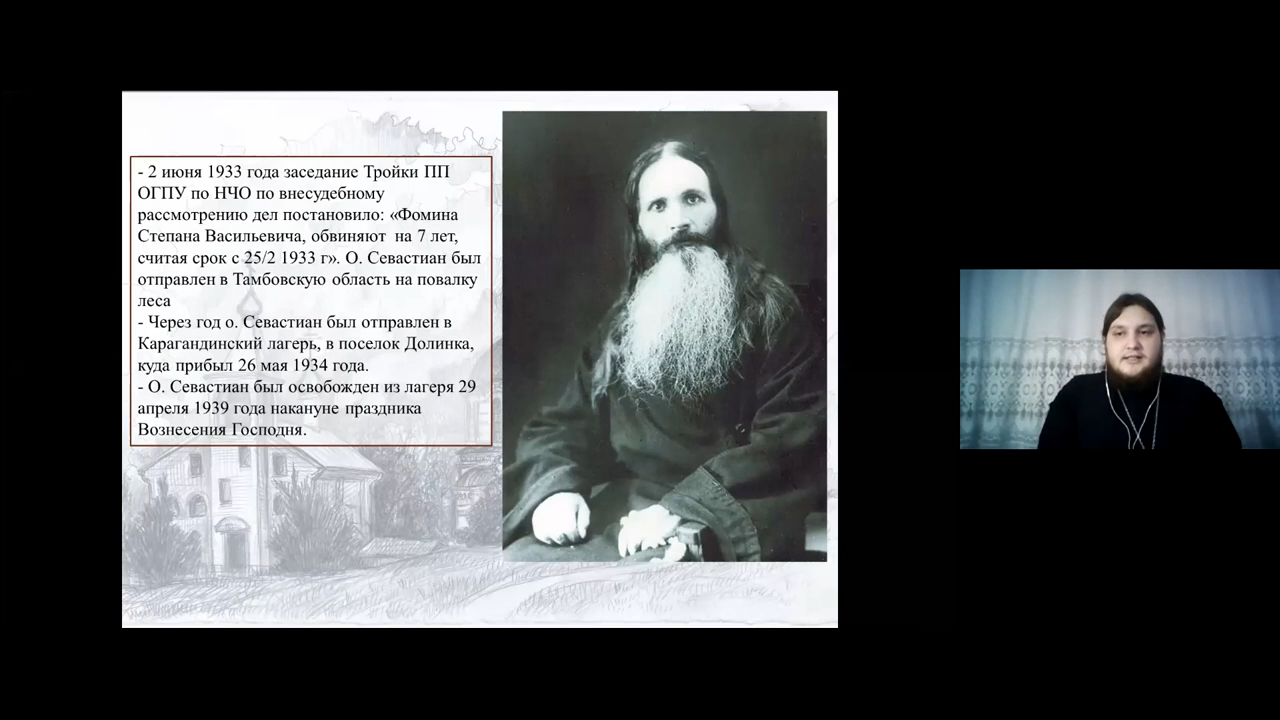 - 2 июня 1933 года заседание Тройки ПП
ОГПУ по НЧО по внесудебному
рассмотрению дел постановило: «Фомина
Степана Васильевича, обвиняют  на 7 лет,
считая срок с 25/2 1933 г». О. Севастиан был
отправлен в Тамбовскую область на повалку
леса
- Через год о. Севастиан был отправлен в
Карагандинский лагерь, в поселок Долинка,
куда прибыл 26 мая 1934 года.
- О. Севастиан был освобожден из лагеря 29
апреля 1939 года накануне праздника
Вознесения Господня.